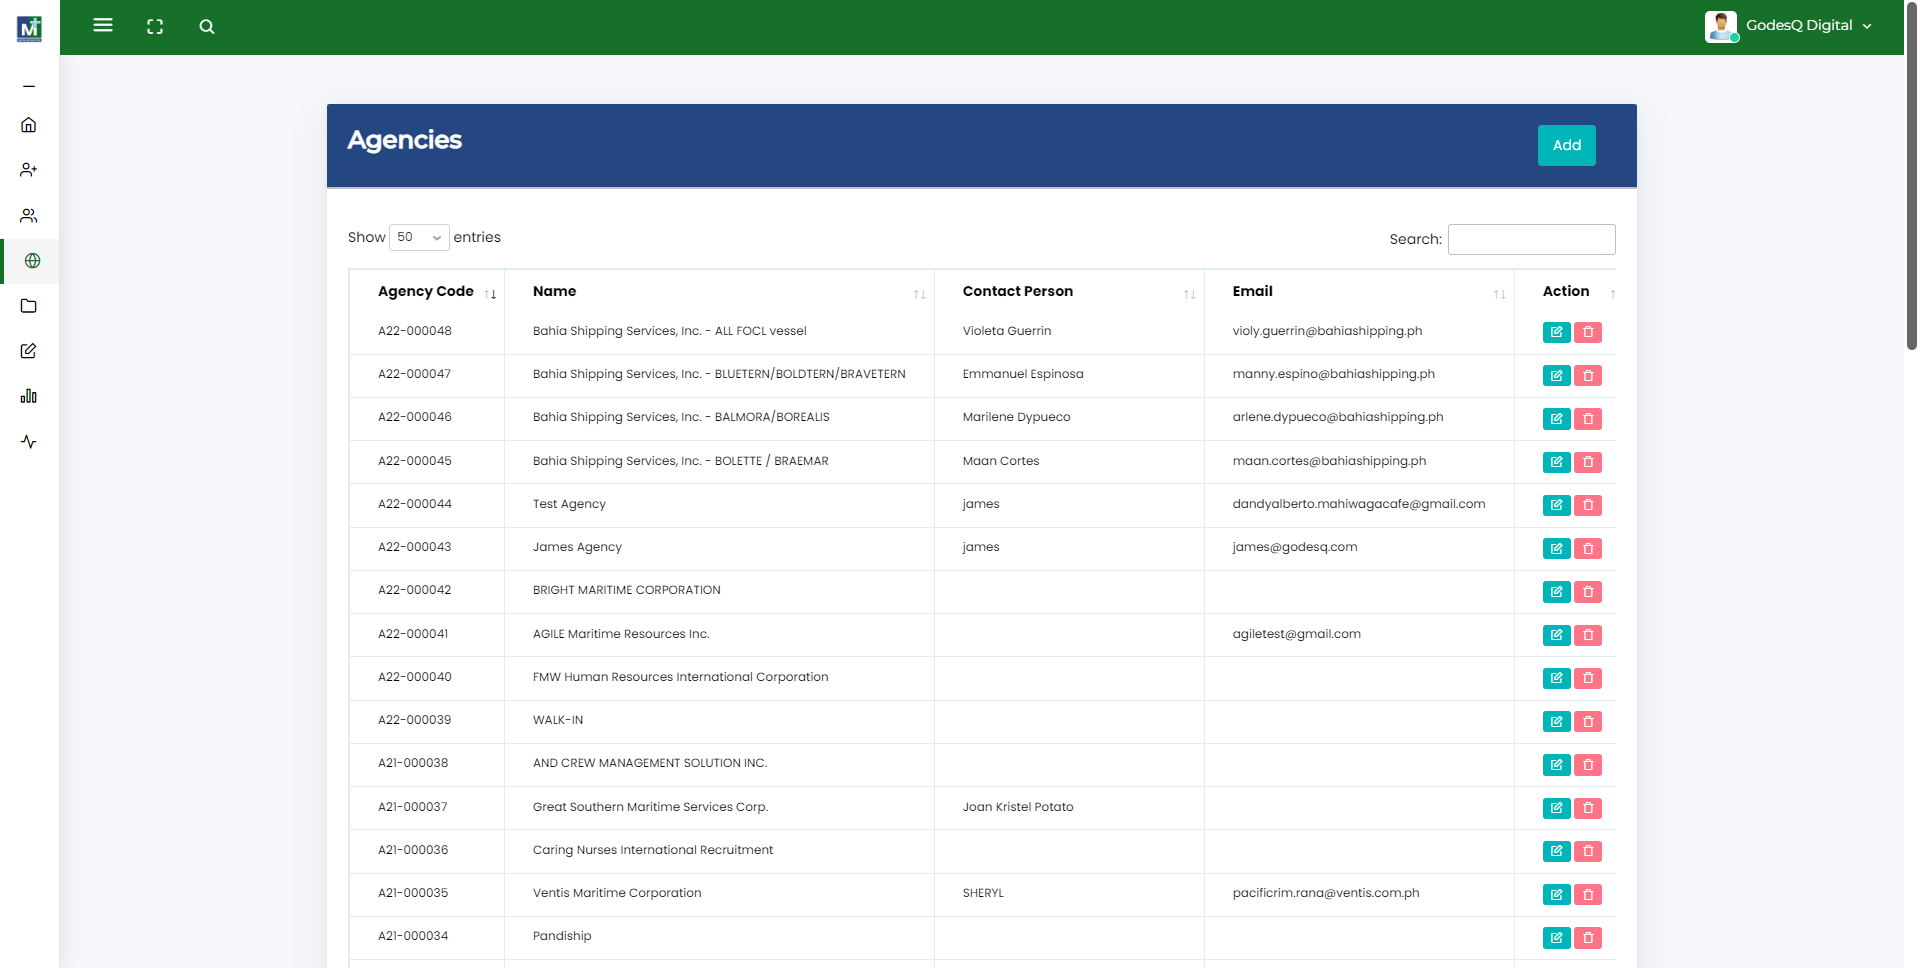 M
GodesQ Digital
Agencies
Add
Show 50 entries
Search:
Agency Code Name Contact Person Email Action
A22-000048 Bahia Shipping Services, Inc. - ALL FOCL vessel Violeta Guerrin violy.guerrin@bahiashipping.ph
A22-000047 Bahia Shipping Services, Inc. - BLUETERN/BOLDTERN/BRAVETERN Emmanuel Espinosa manny.espino@bahiashipping.ph
A22-000046 Bahia Shipping Services, Inc. - BALMORA/BOREALIS Marilene Dypueco arlene.dypueco@bahiashipping.ph
A22-000045 Bahia Shipping Services, Inc. - BOLETTE / BRAEMAR Maan Cortes maan.cortes@bahiashipping.ph
A22-000044 Test Agency james dandyalberto.mahiwagacafe@gmail.com
A22-000043 James Agency james james@godesq.com
A22-000042 BRIGHT MARITIME CORPORATION
A22-000041 AGILE Maritime Resources Inc. agiletest@gmail.com
A22-000040 FMW Human Resources International Corporation
A22-000039 WALK-IN
A21-000038 AND CREW MANAGEMENT SOLUTION INC.
A21-000037 Great Southern Maritime Services Corp. Joan Kristel Potato
A21-000036 Caring Nurses International Recruitment
A21-000035 Ventis Maritime Corporation SHERYL pacificrim.rana@ventis.com.ph
A21-000034 Pandiship